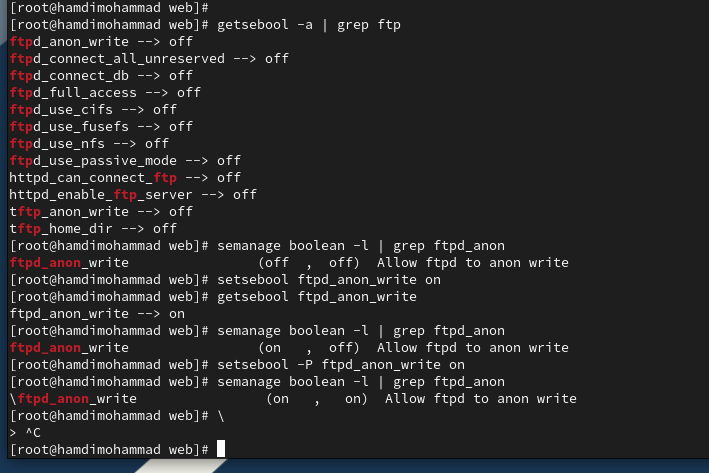 [root@hamdimohammad web]#
[root@hamdimohammad web]# getsebool -a | grep ftp
ftpd_anon_write --> off
ftpd_connect_all_unreserved --> off
ftpd_connect_db --> off
ftpd_full_access --> off
ftpd_use_cifs --> off
ftpd_use_fusefs --> off
ftpd_use_nfs --> off
ftpd_use_passive_mode --> off
httpd_can_connect_ftp --> off
httpd_enable_ftp_server --> off
tftp_anon_write --> off
tftp_home_dir --> off
[root@hamdimohammad web]# semanage boolean -l | grep ftpd_anon
ftpd_anon_write                (off  ,  off)  Allow ftpd to anon write
[root@hamdimohammad web]# setsebool ftpd_anon_write on
[root@hamdimohammad web]# getsebool ftpd_anon_write
ftpd_anon_write --> on
[root@hamdimohammad web]# semanage boolean -l | grep ftpd_anon
ftpd_anon_write                (on   ,  off)  Allow ftpd to anon write
[root@hamdimohammad web]# setsebool -P ftpd_anon_write on
[root@hamdimohammad web]# semanage boolean -l | grep ftpd_anon
\ftpd_anon_write                (on   ,   on)  Allow ftpd to anon write
[root@hamdimohammad web]# \
> ^C
[root@hamdimohammad web]#